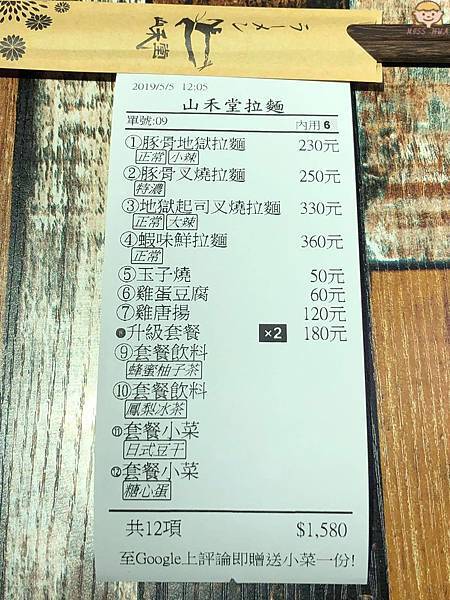 ラーメン
味
MISS HWA
2019/5/5 12:05
山禾堂拉麵
單號:09 內用 6
①豚骨地獄拉麵 230元
正常 小辣
②豚骨叉燒拉麵 250元
特濃
③地獄起司叉燒拉麵 330元
正常 大辣
④蝦味鮮拉麵 360元
正常
⑤玉子燒 50元
⑥雞蛋豆腐 60元
⑦雞唐揚 120元
⑧升級套餐 ×2 180元
⑨套餐飲料
蜂蜜柚子茶
⑩套餐飲料
鳳梨冰茶
⑪套餐小菜
日式豆干
⑫套餐小菜
糖心蛋
共12項 $1,580
至Google上評論即贈送小菜一份!